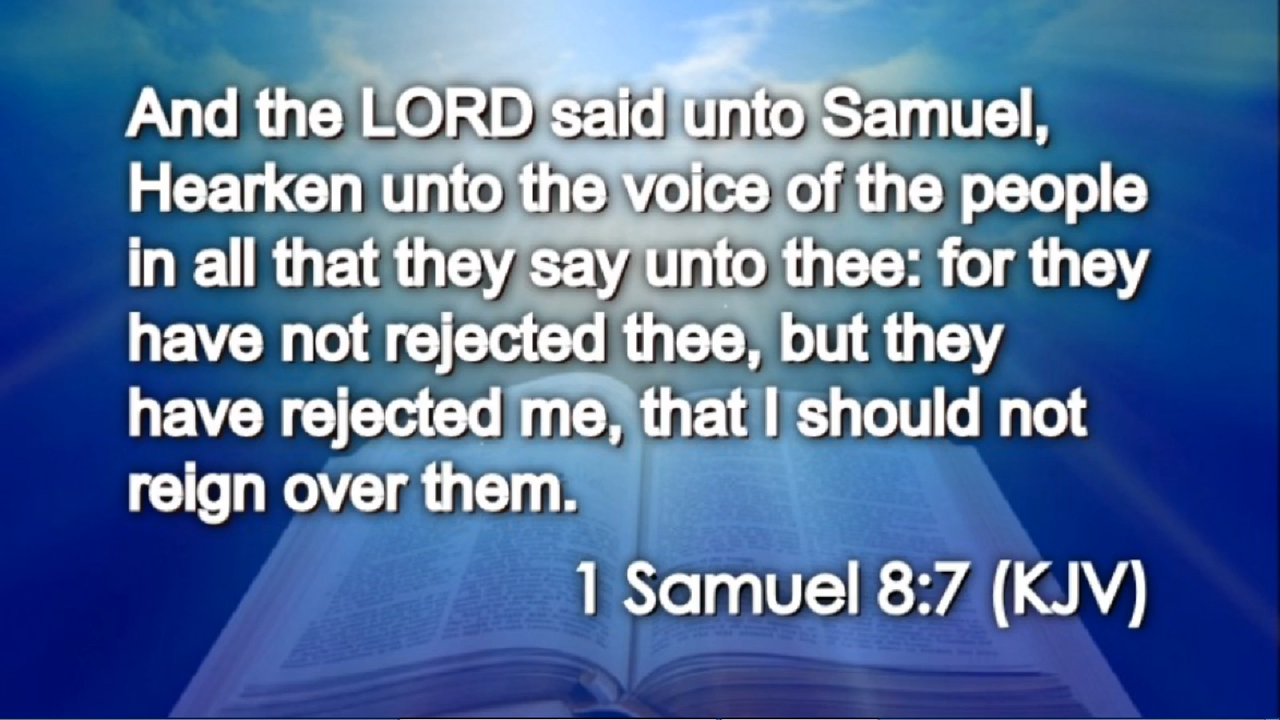 And the LORD said unto Samuel,
Hearken unto the voice of the people
in all that they say unto thee: for they
have not rejected thee, but they
have rejected me, that I should not
reign over them.
1 Samuel 8:7 (KJV)